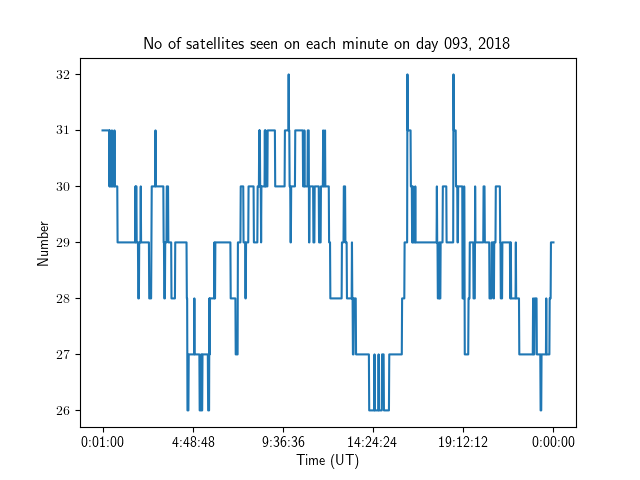 No of satellites seen on each minute on day 093, 2018
32
31
30
29
28
27
26
Number
0:01:00 4:48:48 9:36:36 14:24:24 19:12:12 0:00:00
Time (UT)